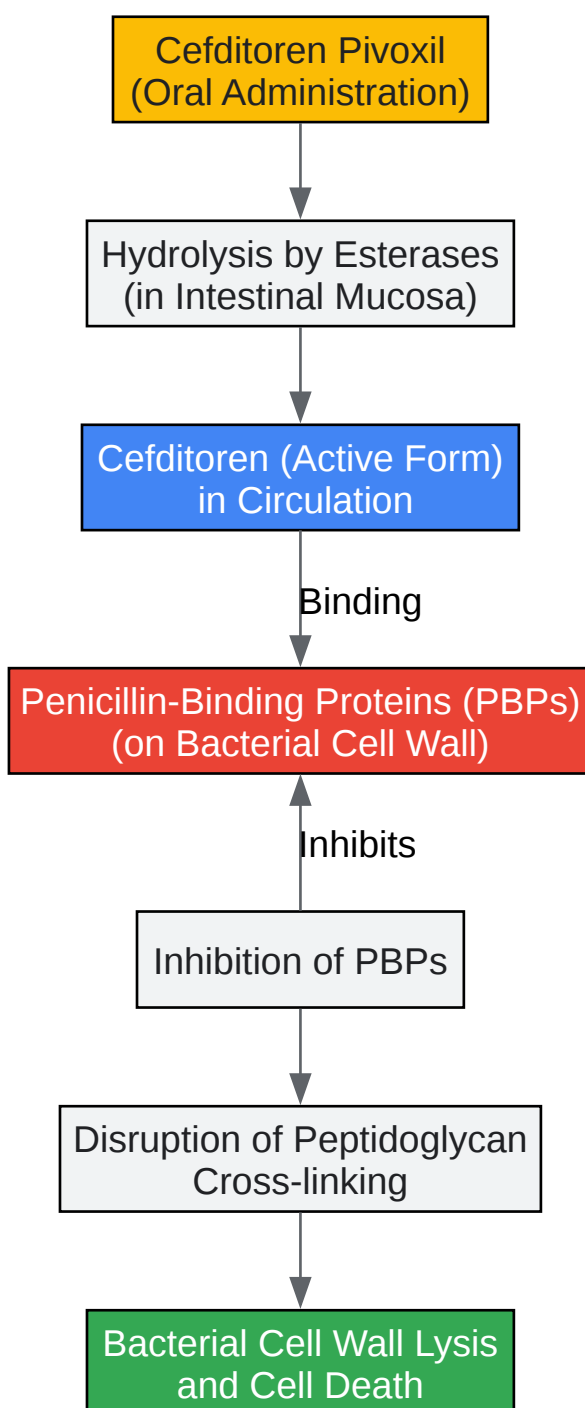 Cefditoren Pivoxil
(Oral Administration)
Hydrolysis by Esterases
(in Intestinal Mucosa)
Cefditoren (Active Form)
in Circulation
Binding
Penicillin-Binding Proteins (PBPs)
(on Bacterial Cell Wall)
Inhibits
Inhibition of PBPs
Disruption of Peptidoglycan
Cross-linking
Bacterial Cell Wall Lysis
and Cell Death